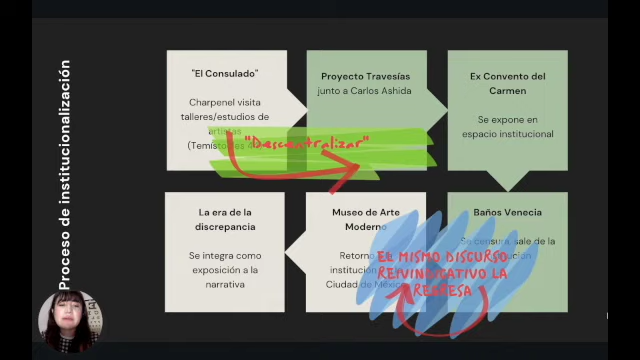 Proceso de institucionalización
"El Consulado"
Charpenel visita
talleres/estudios de
artistas
"Descentralizar"
Proyecto Travesías
junto a Carlos Ashida
Ex Convento del
Carmen
Se expone en
espacio institucional
Baños Venecia
Se censura, sale de la
EL MISMO DISCURSO
REIVINDICATIVO LA
REGRESA
Museo de Arte
Moderno
Retorno
Ciudad de México
La era de la
discrepancia
Se integra como
exposición a la
narrativa